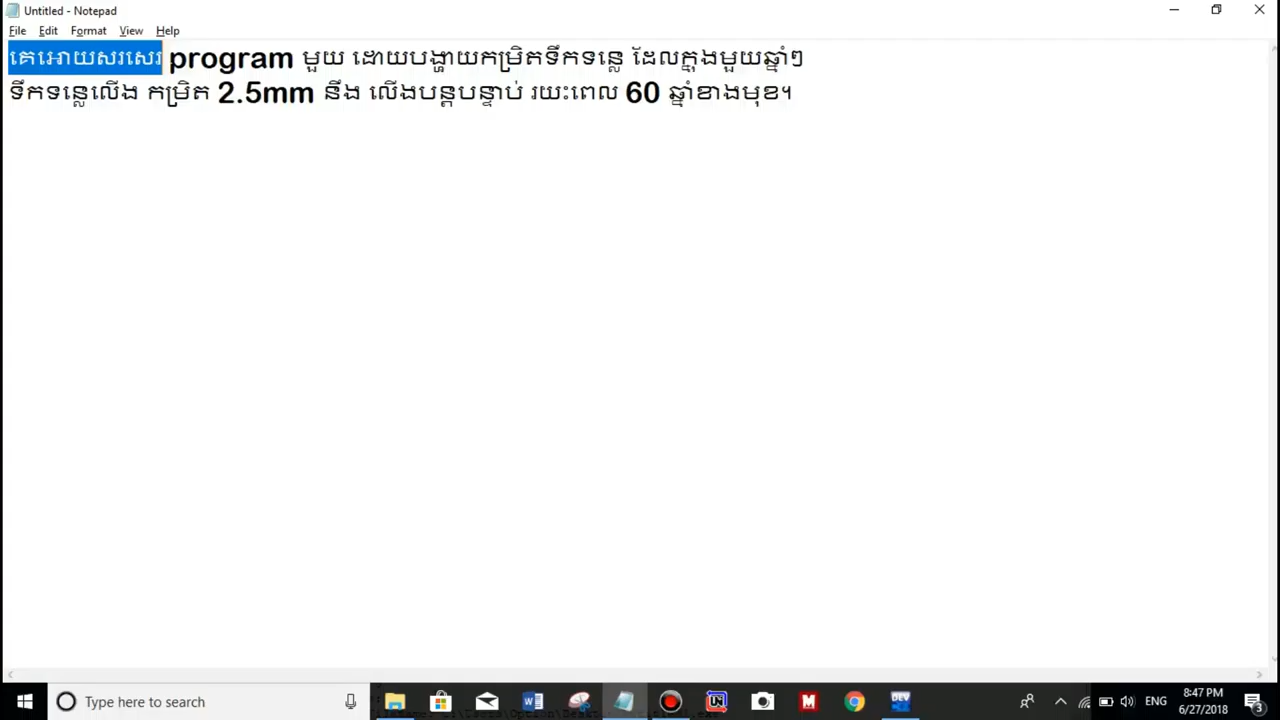 Untitled - Notepad
File Edit Format View Help
គេអោយសរសេរ program មួយ ដោយបង្ហាយកម្រិតទឹកទន្លេ ដែលក្នុងមួយឆ្នាំៗ
ទឹកទន្លេលើង កម្រិត 2.5mm នឹង លើងបន្តបន្ទាប់ រយះពេល 60 ឆ្នាំខាងមុខ។
Type here to search
ENG
8:47 PM
6/27/2018
3